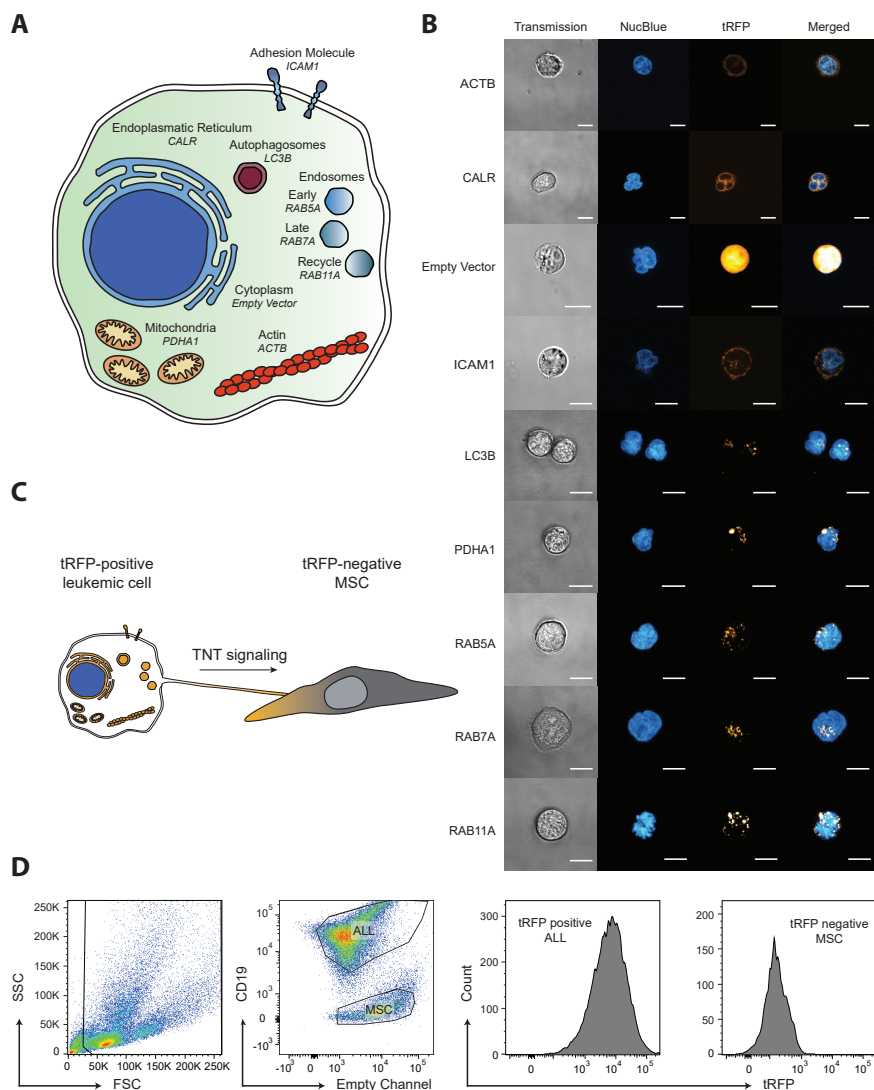 A
Adhesion Molecule
ICAM1
Endoplasmatic Reticulum
CALR
Autophagosomes
LC3B
Endosomes
Early
RAB5A
Late
RAB7A
Recycle
RAB11A
Cytoplasm
Empty Vector
Mitochondria
PDHA1
Actin
ACTB
B
Transmission NucBlue tRFP Merged
ACTB
CALR
Empty Vector
ICAM1
LC3B
PDHA1
RAB5A
RAB7A
RAB11A
C
tRFP-positive
leukemic cell
tRFP-negative
MSC
TNT signaling
D
SSC
250K
200K
150K
100K
50K
0
0 50K 100K 150K 200K 250K
FSC
CD19
10^5
10^4
10^3
0
-10^3
ALL
MSC
-10^3 0 10^3 10^4 10^5
Empty Channel
Count
300
200
100
0
tRFP positive
ALL
-10^3 0 10^3 10^4 10^5
200
150
100
50
0
tRFP negative
MSC
-10^3 0 10^3 10^4 10^5
tRFP